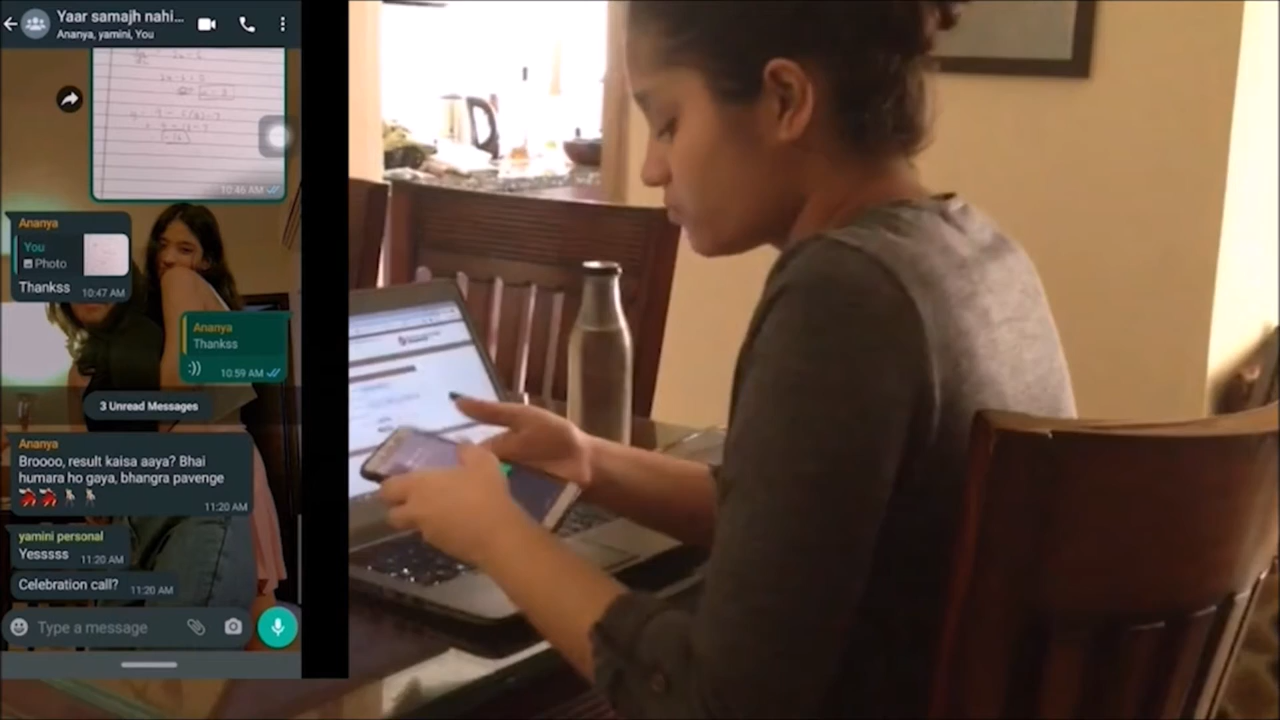 Yaar samajh nahi...
Ananya, yamini, You
10:46 AM
Ananya
You
Photo
Thankss
10:47 AM
Ananya
Thankss
:))
10:59 AM
3 Unread Messages
Ananya
Broooo, result kaisa aaya? Bhai
humara ho gaya, bhangra pavenge
11:20 AM
yamini personal
Yesssss
11:20 AM
Celebration call?
11:20 AM
Type a message